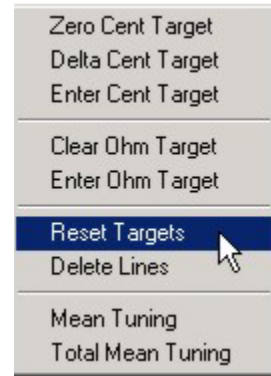 Zero Cent Target
Delta Cent Target
Enter Cent Target
Clear Ohm Target
Enter Ohm Target
Reset Targets
Delete Lines
Mean Tuning
Total Mean Tuning